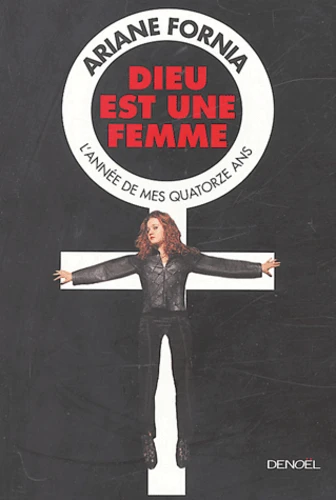 ARIANE FORNIA
DIEU
EST UNE
FEMME
L'ANNÉE DE MES QUATORZE ANS
DENOËL